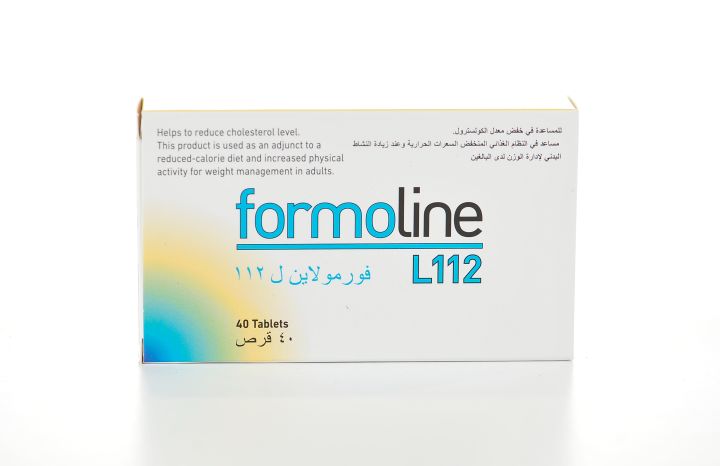 Helps to reduce cholesterol level.
This product is used as an adjunct to a
reduced-calorie diet and increased physical
activity for weight management in adults.
للمساعدة في خفض معدل الكولسترول.
مساعد في النظام الغذائي المنخفض السعرات الحرارية وعند زيادة النشاط
البدني لإدارة الوزن لدى البالغين
formoline
L112
فورمولاين ل ١١٢
40 Tablets
٤٠ قرص